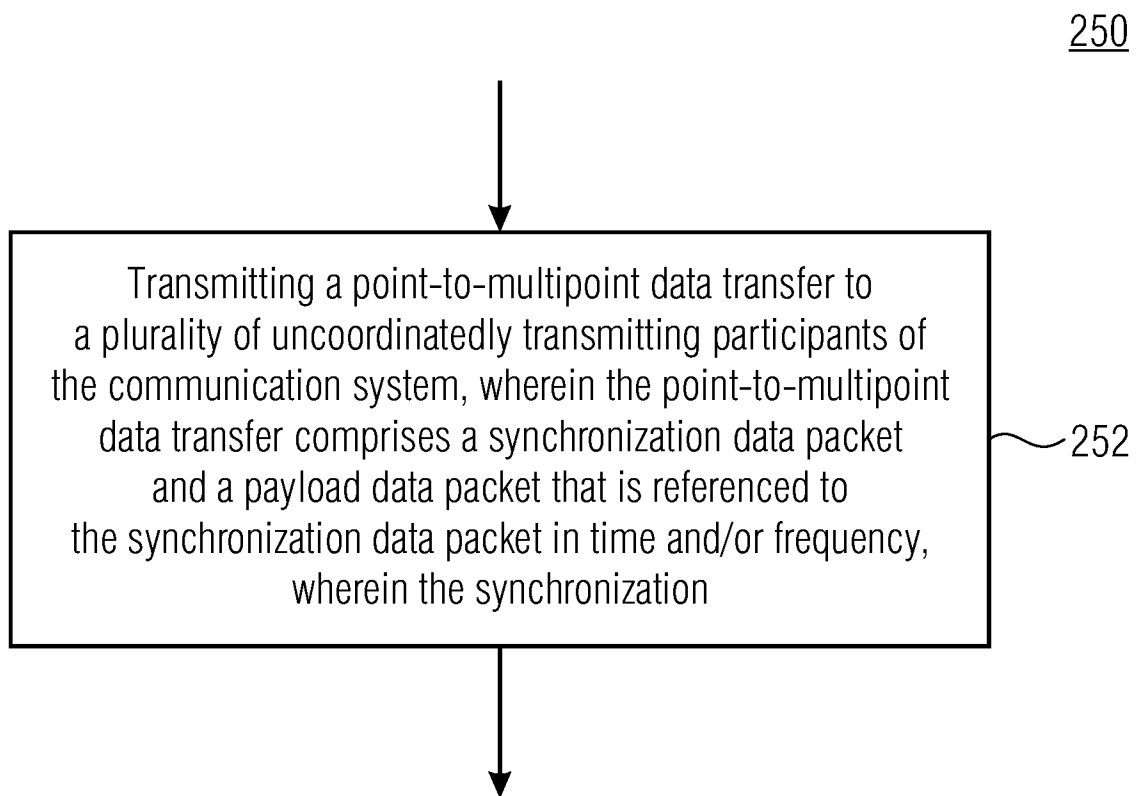 250
Transmitting a point-to-multipoint data transfer to
a plurality of uncoordinatedly transmitting participants of
the communication system, wherein the point-to-multipoint
data transfer comprises a synchronization data packet
and a payload data packet that is referenced to
the synchronization data packet in time and/or frequency,
wherein the synchronization
252